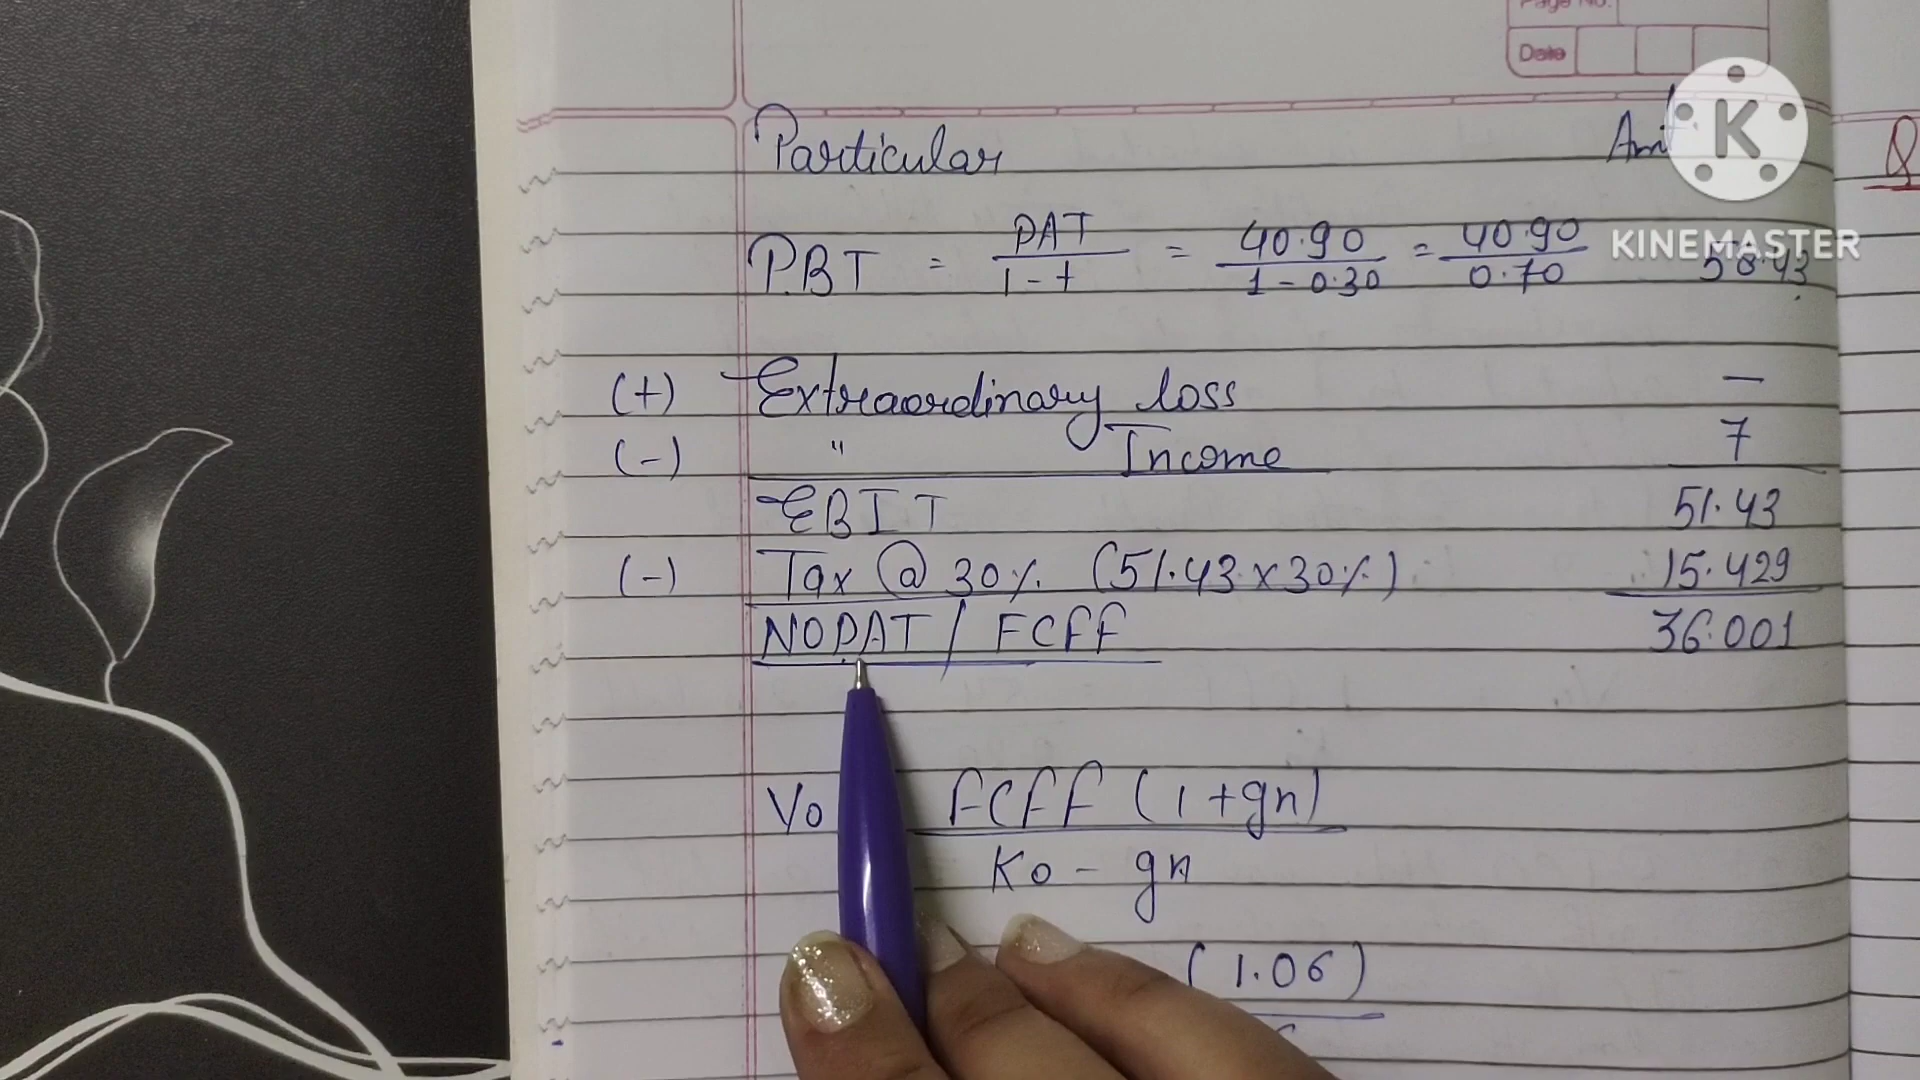 Page No.
Date
Particular Amt
KINEMASTER
P.B.T = PAT / 1-t = 40.90 / 1-0.30 = 40.90 / 0.70 58.43
(+) Extraordinary loss —
(-) " Income 7
EBIT 51.43
(-) Tax @ 30% (51.43 x 30%) 15.429
NOPAT / FCFF 36.001
Vo FCFF (1+gn)
Ko - gn
(1.06)